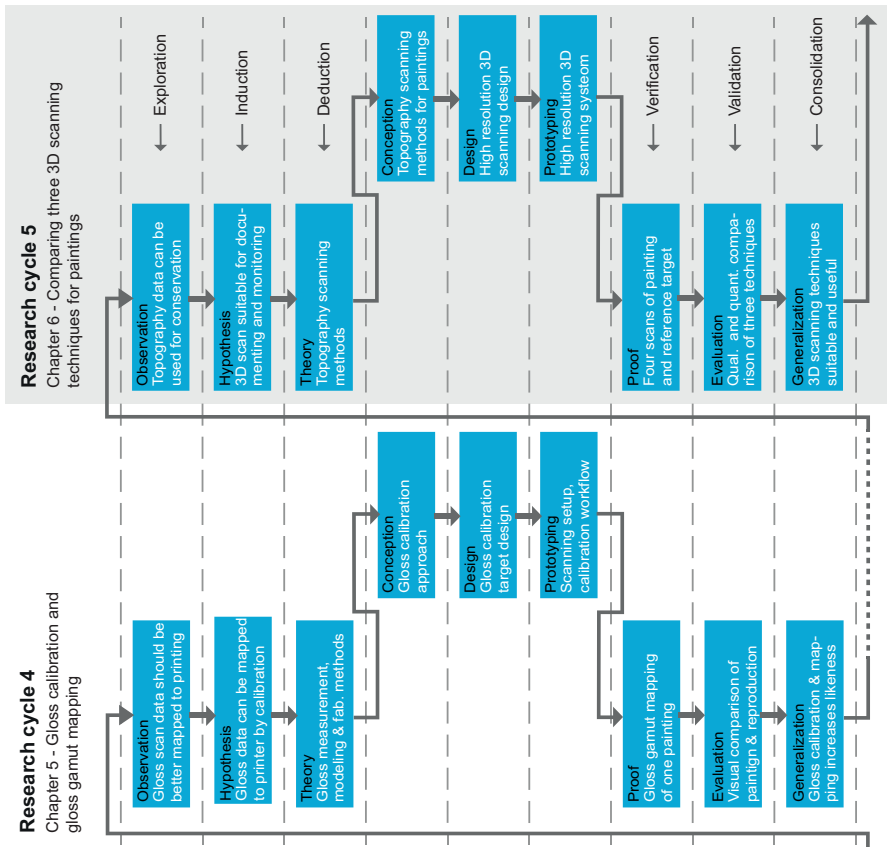 Research cycle 4
Chapter 5 - Gloss calibration and
gloss gamut mapping
Observation
Gloss scan data should be
better mapped to printing
Hypothesis
Gloss data can be mapped
to printer by calibration
Theory
Gloss measurement,
modeling & fab. methods
Conception
Gloss calibration
approach
Design
Gloss calibration
target design
Prototyping
Scanning setup,
calibration workflow
Proof
Gloss gamut mapping
of one painting
Evaluation
Visual comparison of
paintign & reproduction
Generalization
Gloss calibration & map-
ping increases likeness
Research cycle 5
Chapter 6 - Comparing three 3D scanning
techniques for paintings
Observation
Topography data can be
used for conservation
Hypothesis
3D scan suitable for docu-
menting and monitoring
Theory
Topography scanning
methods
Conception
Topography scanning
methods for paintings
Design
High resolution 3D
scanning design
Prototyping
High resolution 3D
scanning systeem
Proof
Four scans of painting
and reference target
Evaluation
Qual. and quant. compa-
rison of three techniques
Generalization
3D scanning techniques
suitable and useful
Exploration
Induction
Deduction
Verification
Validation
Consolidation